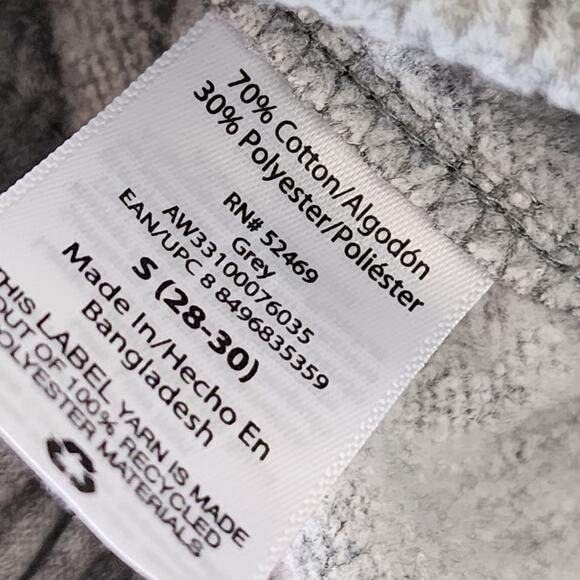 70% Cotton/Algodón
30% Polyester/Poliéster
RN# 52469
Grey
AW33100076035
EAN/UPC 8 8496835359
S (28-30)
Made In/Hecho En
Bangladesh
THIS LABEL YARN IS MADE
OUT OF 100% RECYCLED
POLYESTER MATERIALS